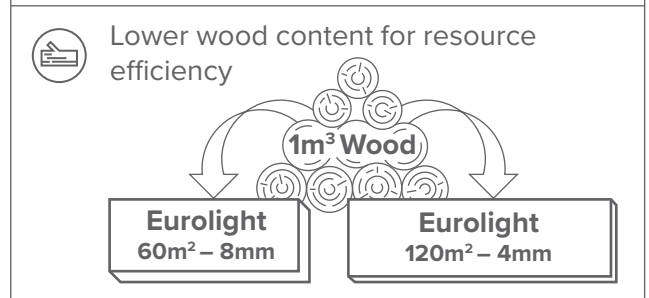 Lower wood content for resource
efficiency
1m³ Wood
Eurolight
60m² – 8mm
Eurolight
120m² – 4mm